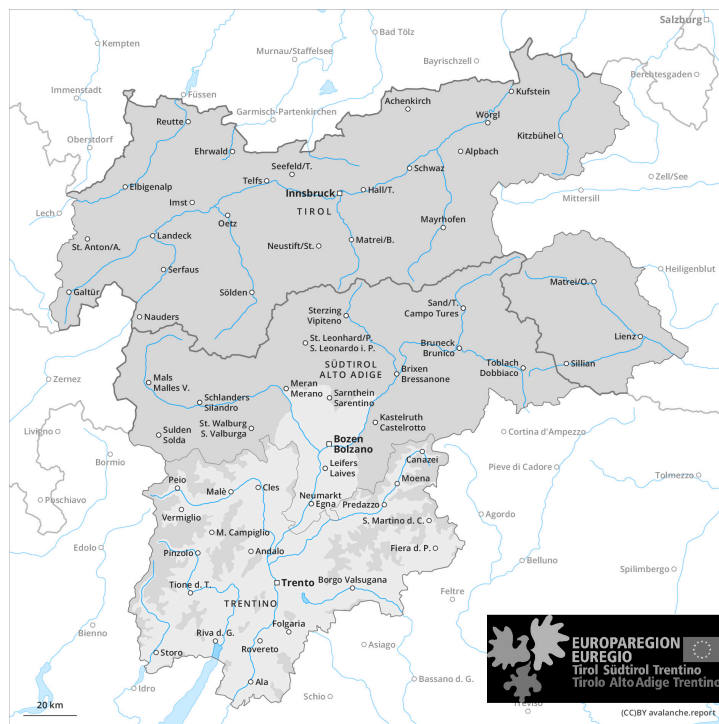 Salzburg
Kempten
Bad Tölz
Murnau/Staffelsee
Bayrischzell
Berchtesgaden
Immenstadt
Füssen
Garmisch-Partenkirchen
Achenkirch
Kufstein
Reutte
Wörgl
Oberstdorf
Kitzbühel
Ehrwald
Alpbach
Seefeld/T.
Schwaz
Telfs
Zell/See
Elbigenalp
Innsbruck
Hall/T.
Mittersill
Imst
TIROL
Lech
Oetz
Mayrhofen
Landeck
Neustift/St.
Matrei/B.
St. Anton/A.
Serfaus
Heiligenblut
Matrei/O.
Galtür
Sölden
Nauders
Sterzing
Vipiteno
Sand/T.
Campo Tures
St. Leonhard/P.
S. Leonardo i. P.
Bruneck
Brunico
Lienz
Toblach
Dobbiaco
Sillian
SÜDTIROL
ALTO ADIGE
Brixen
Bressanone
Zernez
Mals
Malles V.
Meran
Merano
Sarnthein
Sarentino
Schlanders
Silandro
St. Walburg
S. Valburga
Kastelruth
Castelrotto
Livigno
Sulden
Solda
Bozen
Bolzano
Cortina d'Ampezzo
Bormio
Canazei
Leifers
Laives
Pieve di Cadore
Tolmezzo
Peio
Malè
Cles
Moena
Poschiavo
Neumarkt
Egna
Predazzo
Vermiglio
S. Martino d. C.
Agordo
M. Campiglio
Edolo
Pinzolo
Andalo
Fiera d. P.
Belluno
Spilimbergo
Tione d. T.
Trento
Borgo Valsugana
Feltre
TRENTINO
Folgaria
Bienno
Riva d. G.
Rovereto
Asiago
Storo
Ala
Idro
Schio
Bassano d. G.
Treviso
EUROPAREGION
EUREGIO
Tirol Südtirol Trentino
Tirolo Alto Adige Trentino
20 km
(CC)BY avalanche.report